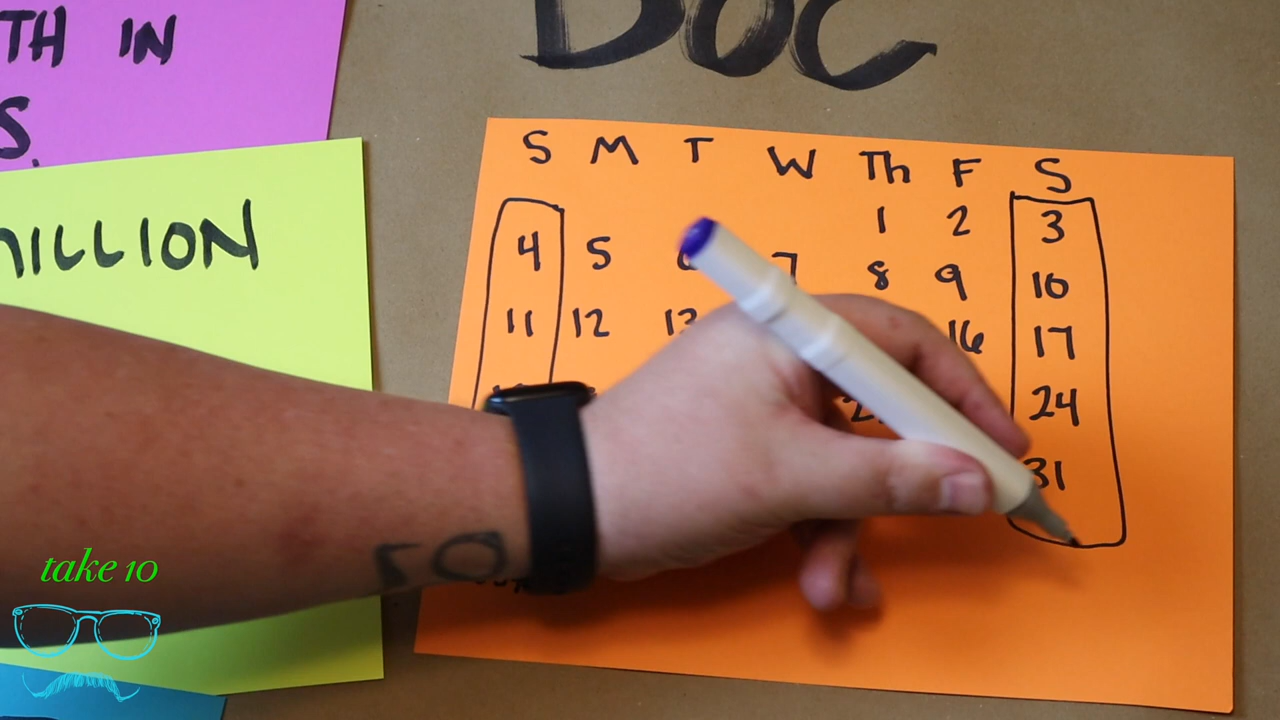 DOC
TH IN
S.
MILLION
S M T W Th F S
1 2 3
4 5 7 8 9 10
11 12 13 16 17
24
31
take 10